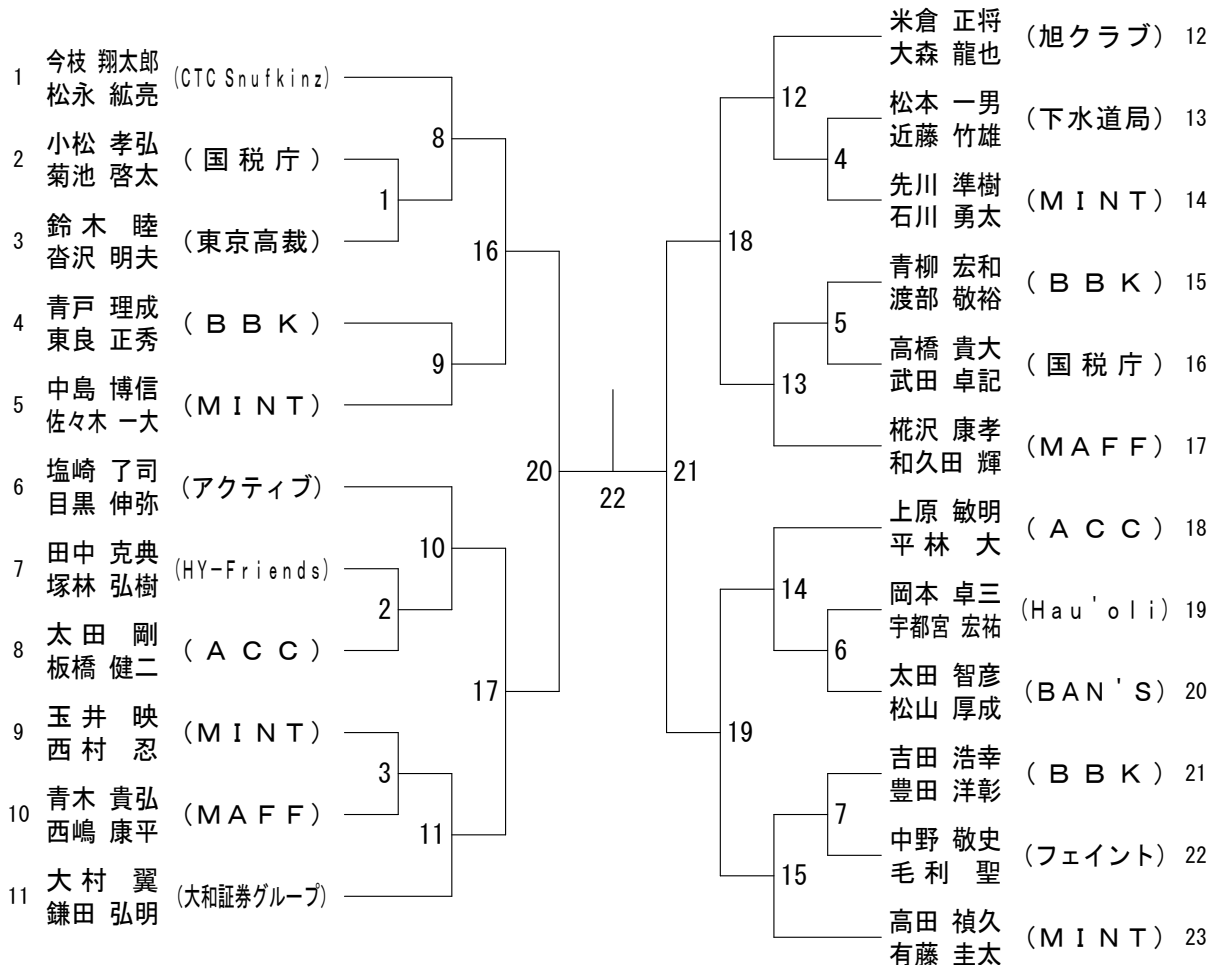 1 今枝 翔太郎 (CTC Snufkinz)
松永 絋亮
2 小松 孝弘 (国税庁)
菊池 啓太
3 鈴木 睦 (東京高裁)
沓沢 明夫
4 青戸 理成 (BBK)
東良 正秀
5 中島 博信 (MINT)
佐々木 一大
6 塩崎 了司 (アクティブ)
目黒 伸弥
7 田中 克典 (HY-Friends)
塚林 弘樹
8 太田 剛 (ACC)
板橋 健二
9 玉井 映 (MINT)
西村 忍
10 青木 貴弘 (MAFF)
西嶋 康平
11 大村 翼 (大和証券グループ)
鎌田 弘明
8
1
16
9
20
10
2
17
3
11
22
21
12
4
18
5
13
14
6
19
7
15
米倉 正将 (旭クラブ) 12
大森 龍也
松本 一男 (下水道局) 13
近藤 竹雄
先川 準樹 (MINT) 14
石川 勇太
青柳 宏和 (BBK) 15
渡部 敬裕
高橋 貴大 (国税庁) 16
武田 卓記
椛沢 康孝 (MAFF) 17
和久田 輝
上原 敏明 (ACC) 18
平林 大
岡本 卓三 (Hau'oli) 19
宇都宮 宏祐
太田 智彦 (BAN'S) 20
松山 厚成
吉田 浩幸 (BBK) 21
豊田 洋彰
中野 敬史 (フェイント) 22
毛利 聖
高田 禎久 (MINT) 23
有藤 圭太